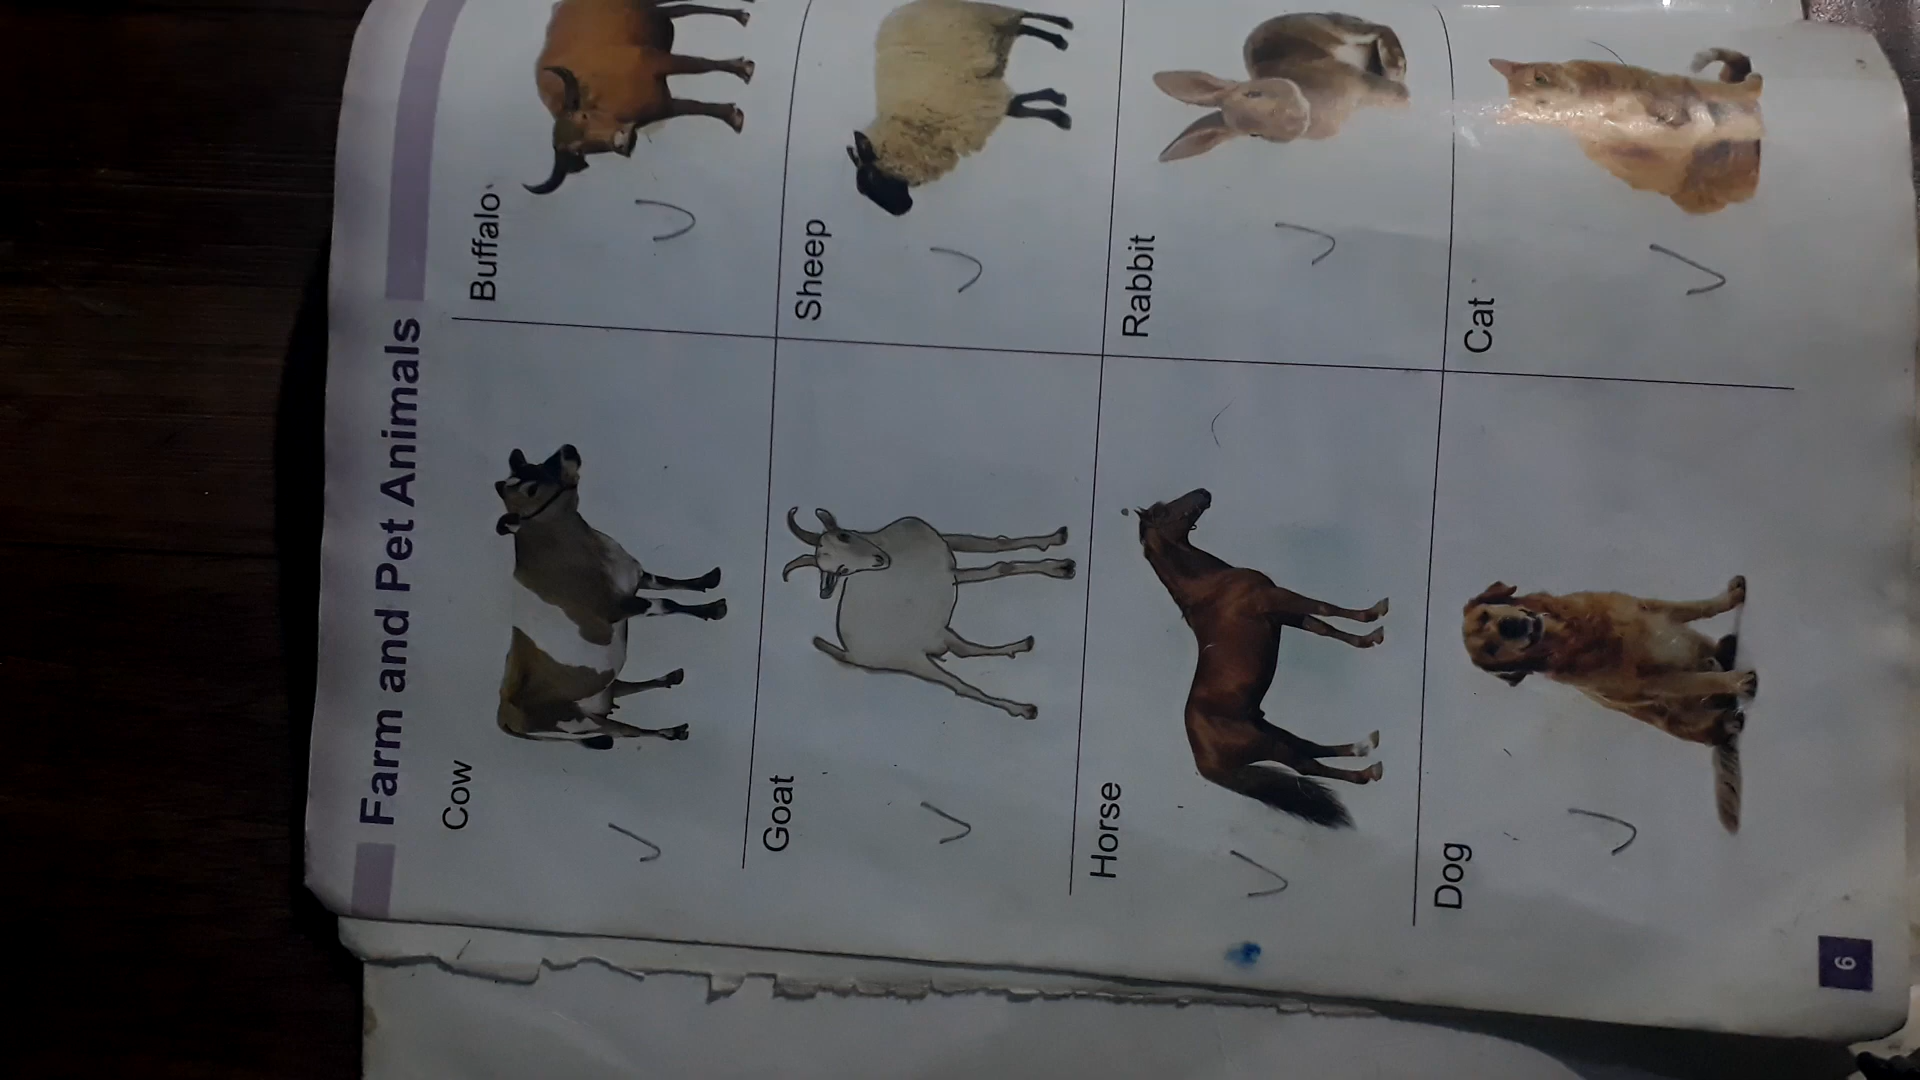 Farm and Pet Animals
Cow
Buffalo
Goat
Sheep
Horse
Rabbit
Dog
Cat
6